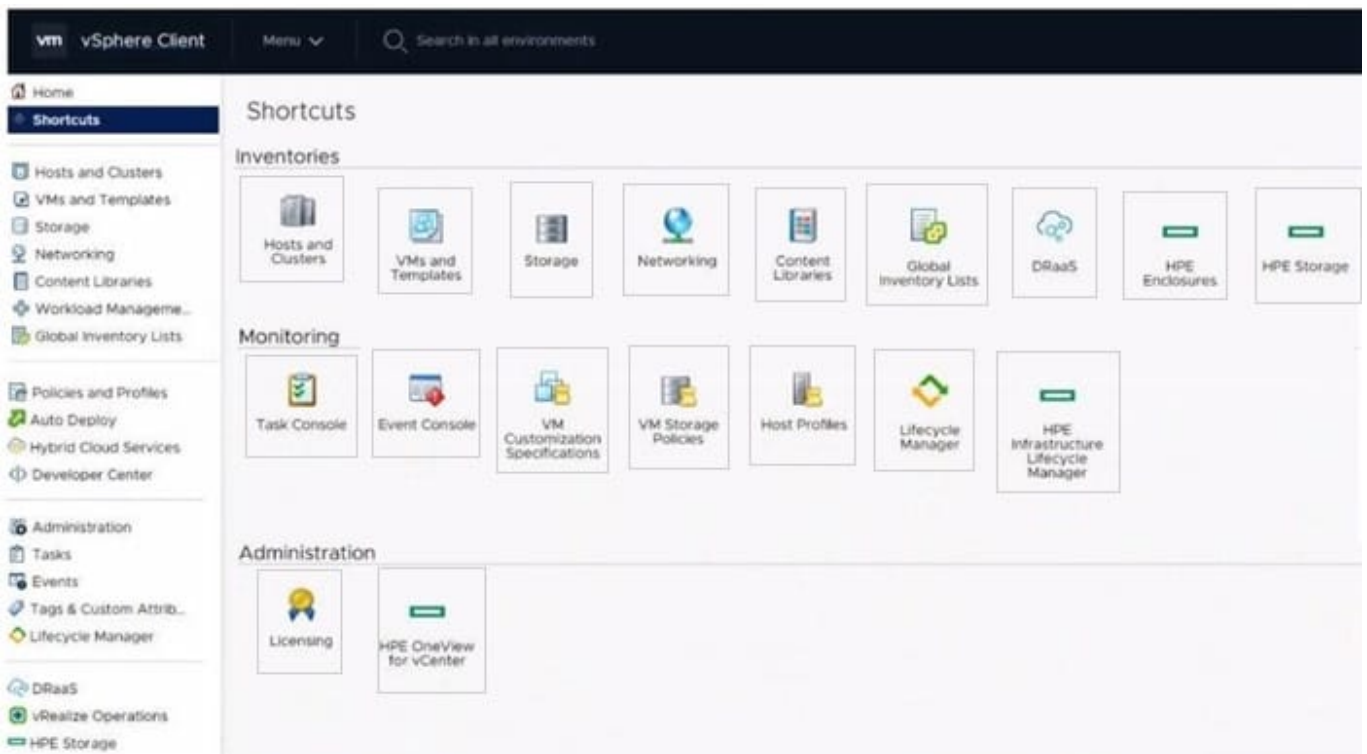 vm vSphere Client Menu Search in all environments
Home
Shortcuts
Hosts and Clusters
VMs and Templates
Storage
Networking
Content Libraries
Workload Manageme...
Global Inventory Lists
Policies and Profiles
Auto Deploy
Hybrid Cloud Services
Developer Center
Administration
Tasks
Events
Tags & Custom Attrib...
Lifecycle Manager
DRaaS
vRealize Operations
HPE Storage
Shortcuts
Inventories
Hosts and
Clusters
VMs and
Templates
Storage
Networking
Content
Libraries
Global
Inventory Lists
DRaaS
HPE
Enclosures
HPE Storage
Monitoring
Task Console
Event Console
VM
Customization
Specifications
VM Storage
Policies
Host Profiles
Lifecycle
Manager
HPE
Infrastructure
Lifecycle
Manager
Administration
Licensing
HPE OneView
for vCenter